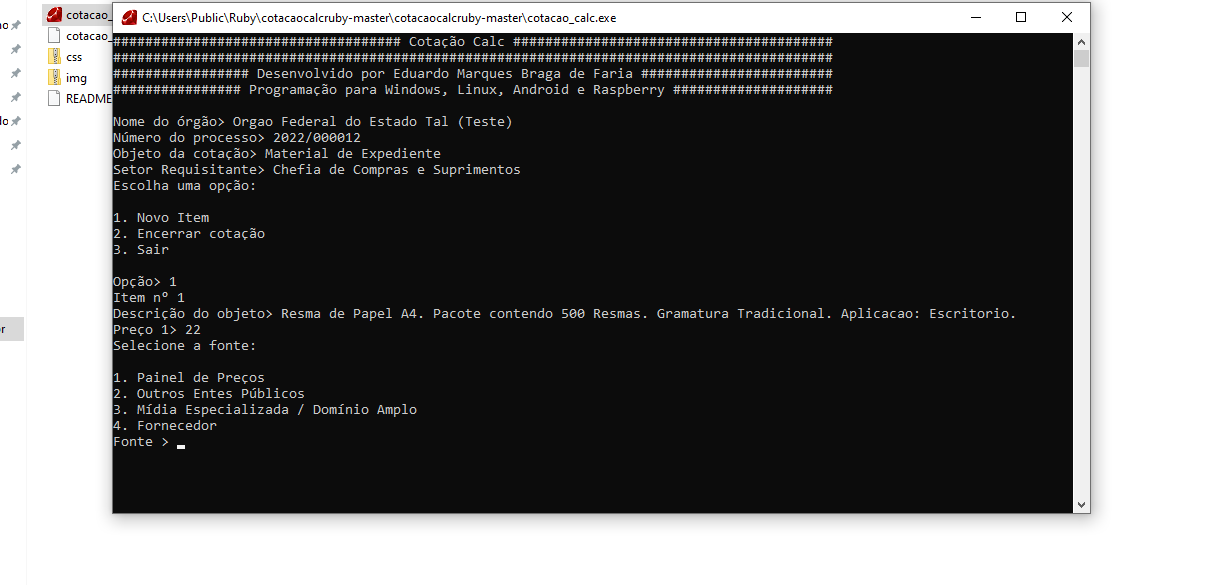 C:\Users\Public\Ruby\cotacaocalcruby-master\cotacaocalcruby-master\cotacao_calc.exe
cotacao_
cotacao_
css
img
README
lo
or
#################################### Cotação Calc ########################################
##########################################################################################
################# Desenvolvido por Eduardo Marques Braga de Faria ########################
################ Programação para Windows, Linux, Android e Raspberry ####################
Nome do órgão> Orgao Federal do Estado Tal (Teste)
Número do processo> 2022/000012
Objeto da cotação> Material de Expediente
Setor Requisitante> Chefia de Compras e Suprimentos
Escolha uma opção:
1. Novo Item
2. Encerrar cotação
3. Sair
Opção> 1
Item nº 1
Descrição do objeto> Resma de Papel A4. Pacote contendo 500 Resmas. Gramatura Tradicional. Aplicacao: Escritorio.
Preço 1> 22
Selecione a fonte:
1. Painel de Preços
2. Outros Entes Públicos
3. Mídia Especializada / Domínio Amplo
4. Fornecedor
Fonte >